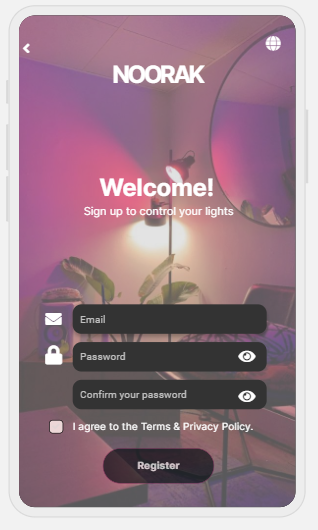 NOORAK
Welcome!
Sign up to control your lights
Email
Password
Confirm your password
I agree to the Terms & Privacy Policy.
Register